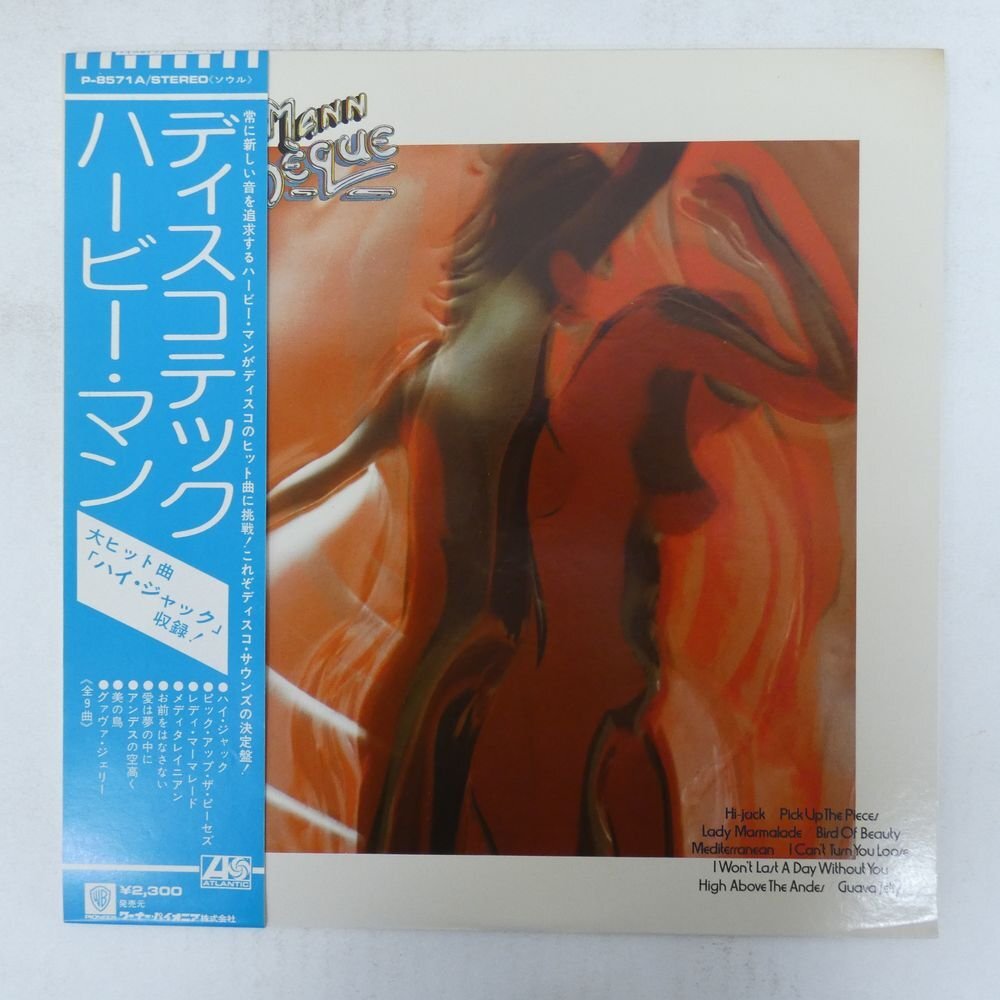 P-8571A/STEREO《ソウル》
ディスコテック
ハービー・マン
常に新しい音を追求するハービー・マンがディスコのヒット曲に挑戦!これぞディスコ・サウンズの決定盤!
大ヒット曲
「ハイ・ジャック」
収録!
●ハイ・ジャック
●ピック・アップ・ザ・ピーセズ
●レディ・マーマレード
●メディタレイニアン
●お前をはなさない
●愛は夢の中に
●アンデスの空高く
●美の鳥
●グァヴァ・ジェリー
《全9曲》
ATLANTIC
¥2,300
発売元
PIONEER
ワーナー・パイオニア株式会社
MANN
ÈQUE
Hi-jack Pick Up The Pieces
Lady Marmalade Bird Of Beauty
Mediterranean I Can't Turn You Loose
I Won't Last A Day Without You
High Above The Andes Guava Jelly